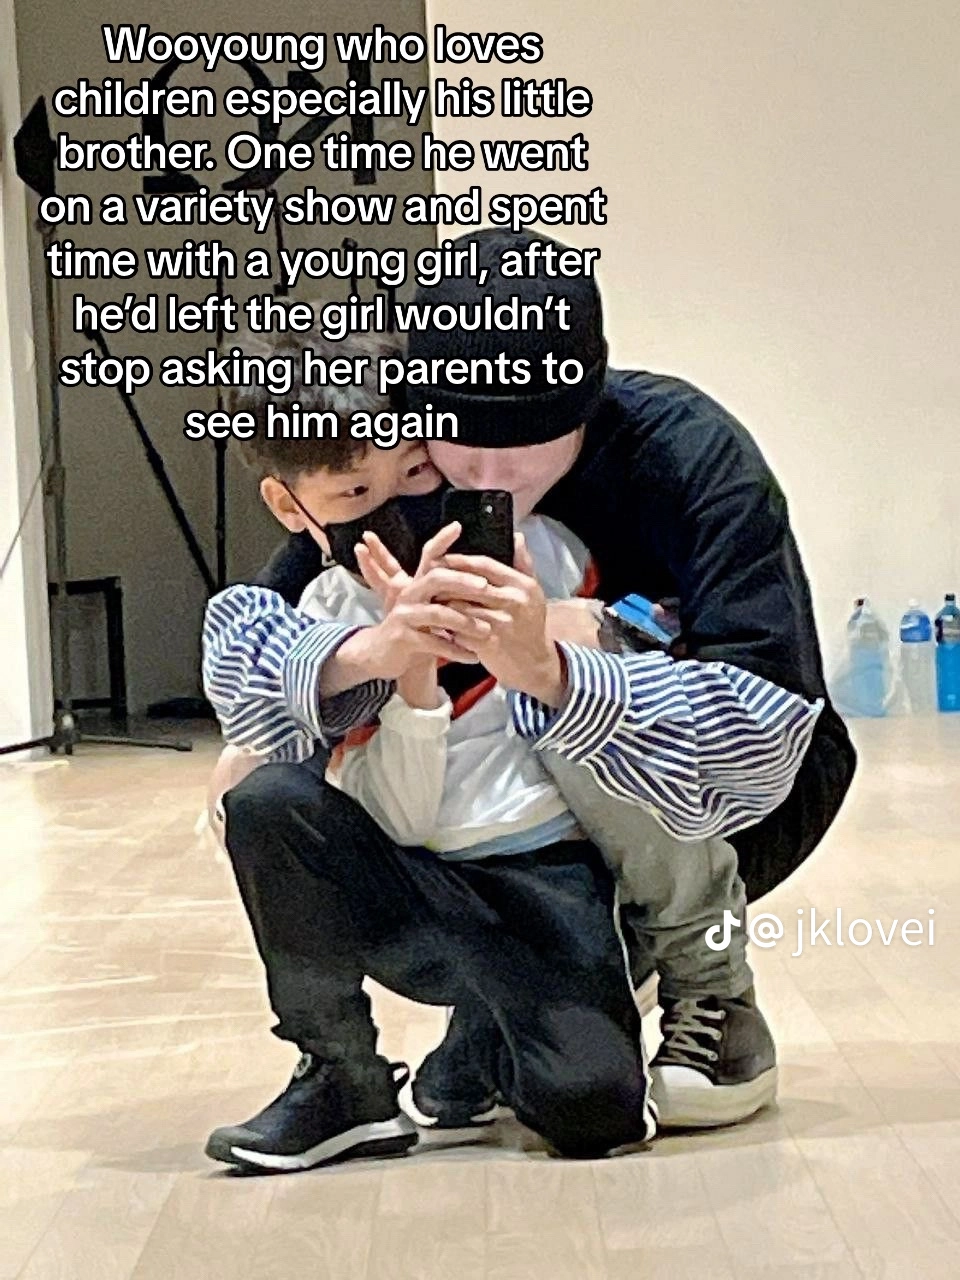 Wooyoung who loves
children especially his little
brother. One time he went
on a variety show and spent
time with a young girl, after
he’d left the girl wouldn’t
stop asking her parents to
see him again
@ jklovei